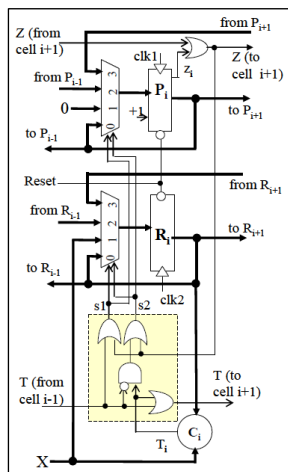 from P i+1
Z (from cell i+1)
Z (to cell i+1)
clk1
z i
from P i-1
3
2
1
0
P i
+1
0
to P i+1
to P i-1
Reset
from R i+1
from R i-1
3
2
1
0
R i
to R i+1
to R i-1
clk2
s1
s2
T (from cell i-1)
T (to cell i+1)
T i
C i
X